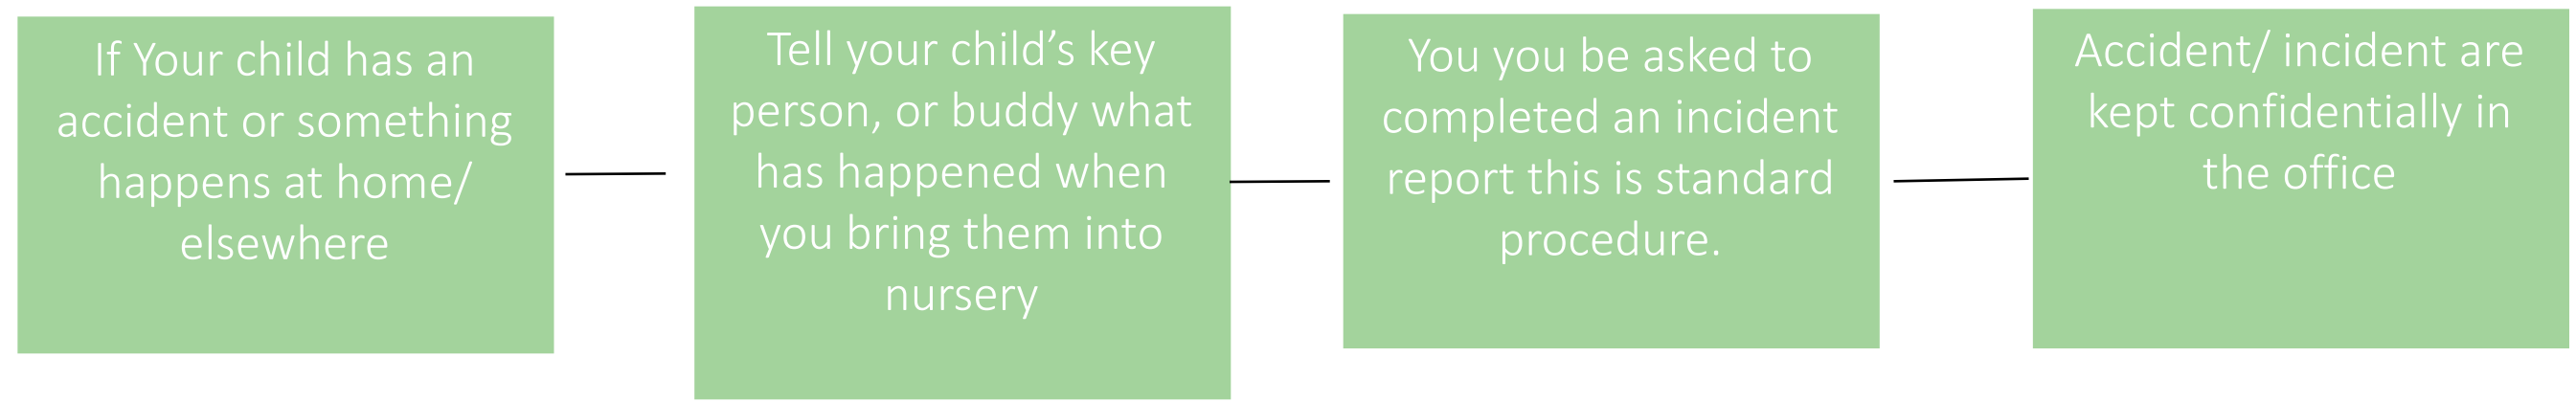 If Your child has an
accident or something
happens at home/
elsewhere
Tell your child’s key
person, or buddy what
has happened when
you bring them into
nursery
You you be asked to
completed an incident
report this is standard
procedure.
Accident/ incident are
kept confidentially in
the office